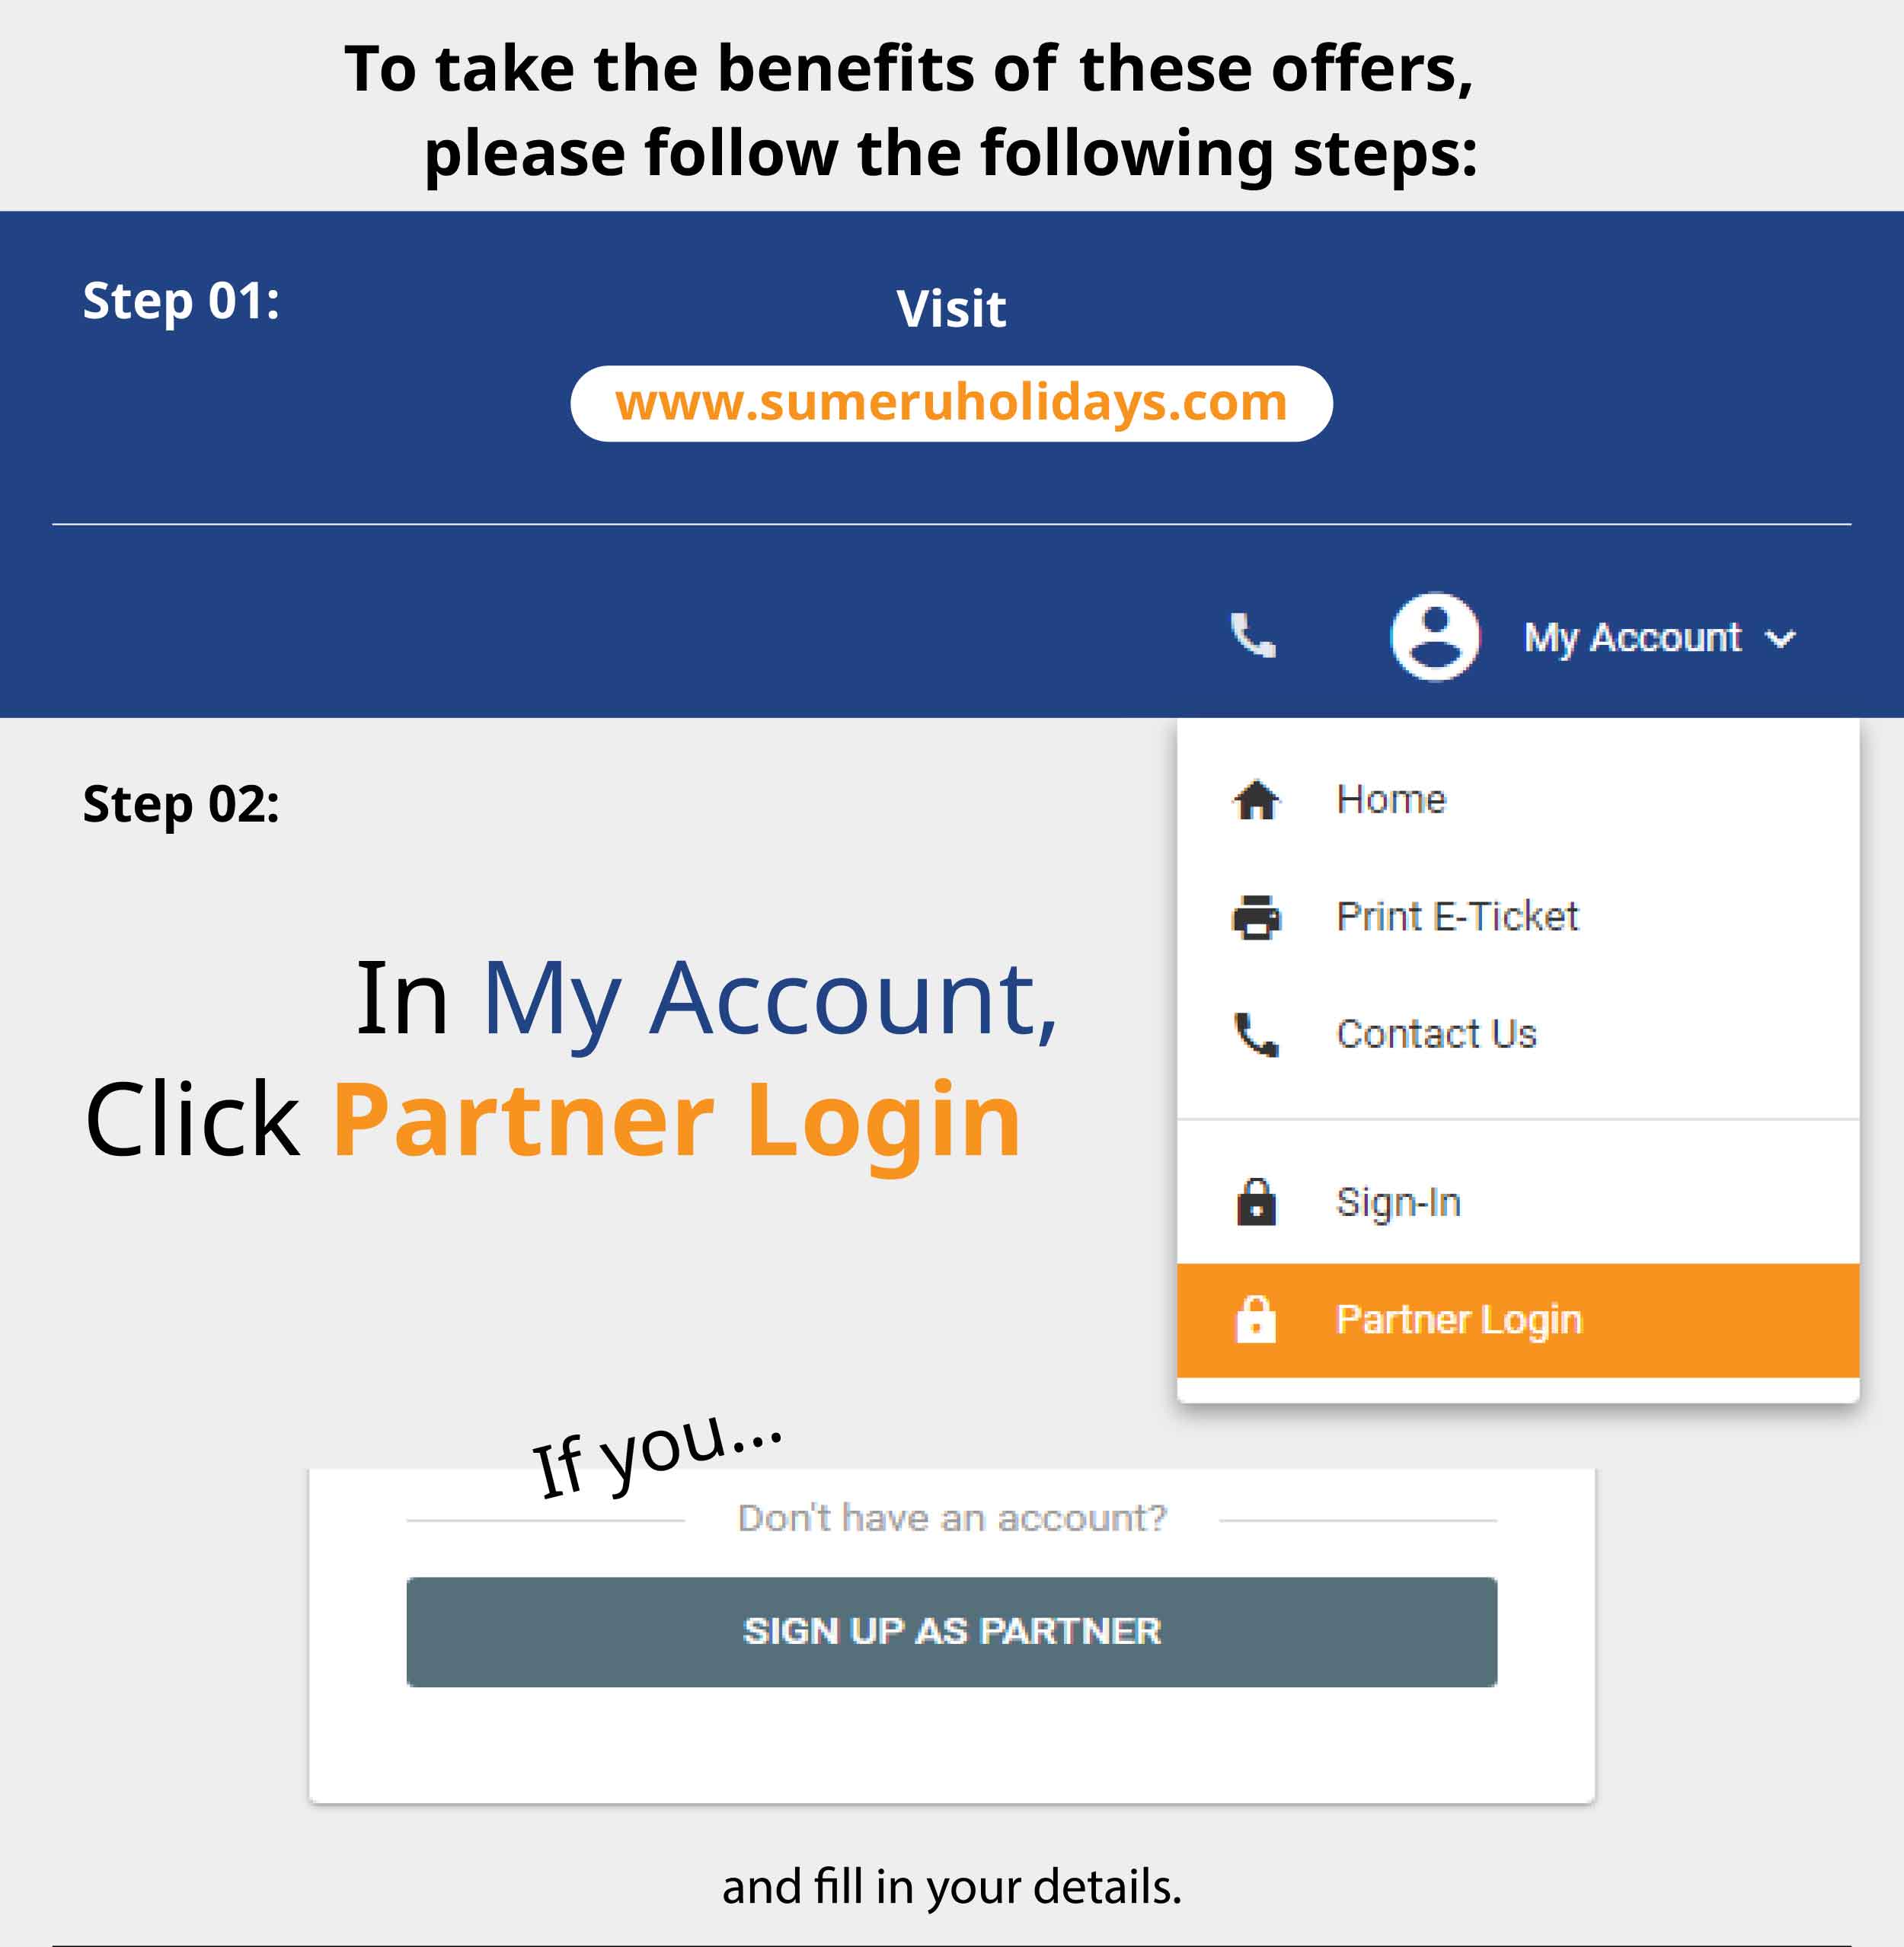 To take the benefits of these offers,
please follow the following steps:
Step 01:
Visit
www.sumeruholidays.com
My Account
Step 02:
Home
Print E-Ticket
Contact Us
Sign-In
Partner Login
In My Account,
Click Partner Login
If you...
Don't have an account?
SIGN UP AS PARTNER
and fill in your details.